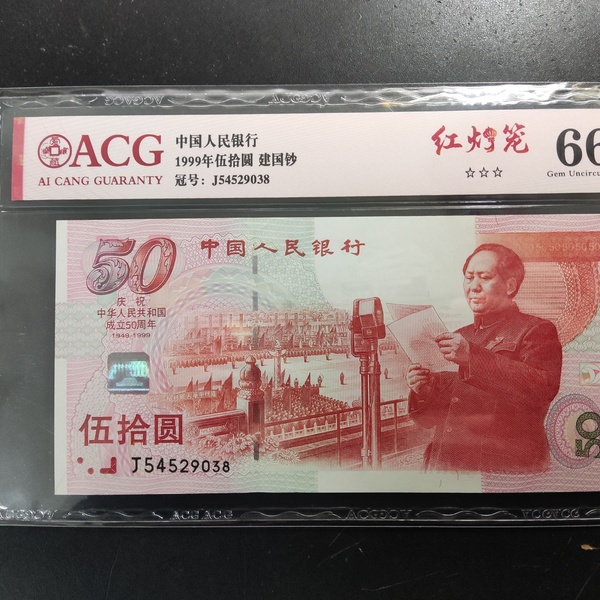 ACG
AI CANG GUARANTY
中国人民银行
1999年伍拾圆 建国钞
冠号: J54529038
红灯笼
☆☆☆
66
Gem Uncircu
50
中国人民银行
庆祝
中华人民共和国
成立50周年
1949-1999
伍拾圆
J54529038
50
ACG ACG